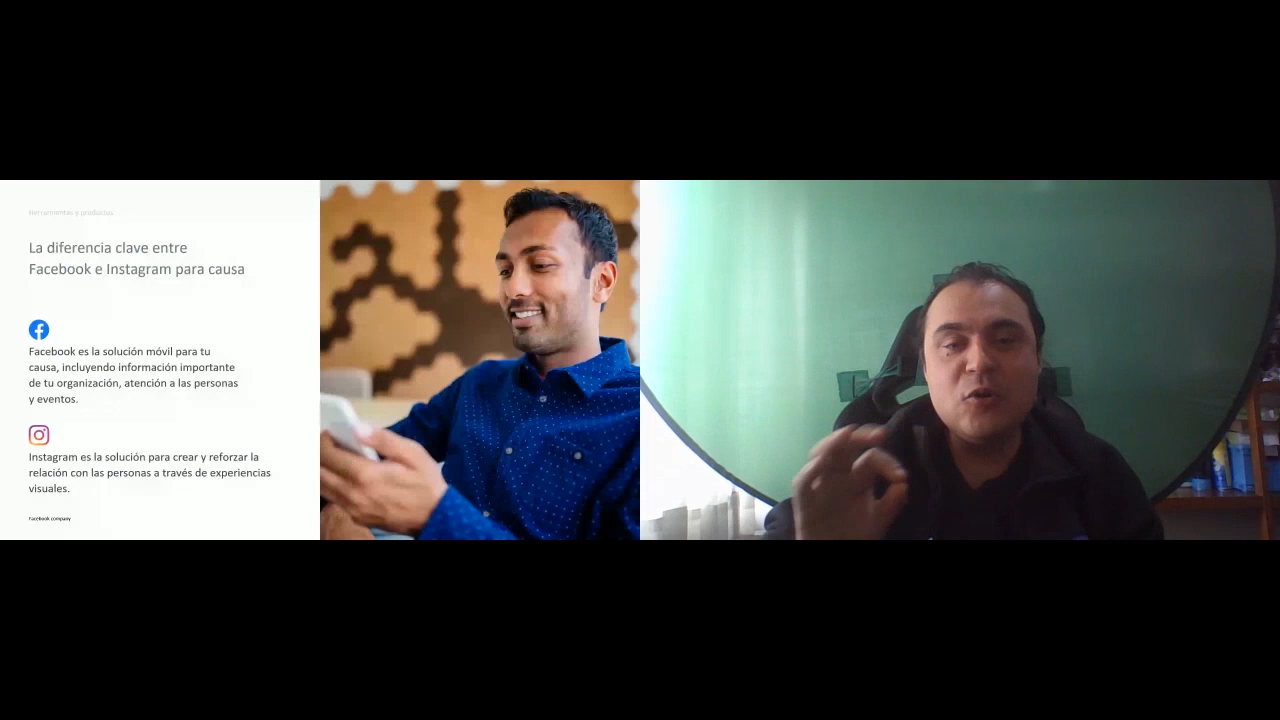 Herramientas y productos
La diferencia clave entre
Facebook e Instagram para causa
Facebook es la solución móvil para tu
causa, incluyendo información importante
de tu organización, atención a las personas
y eventos.
Instagram es la solución para crear y reforzar la
relación con las personas a través de experiencias
visuales.
Facebook company